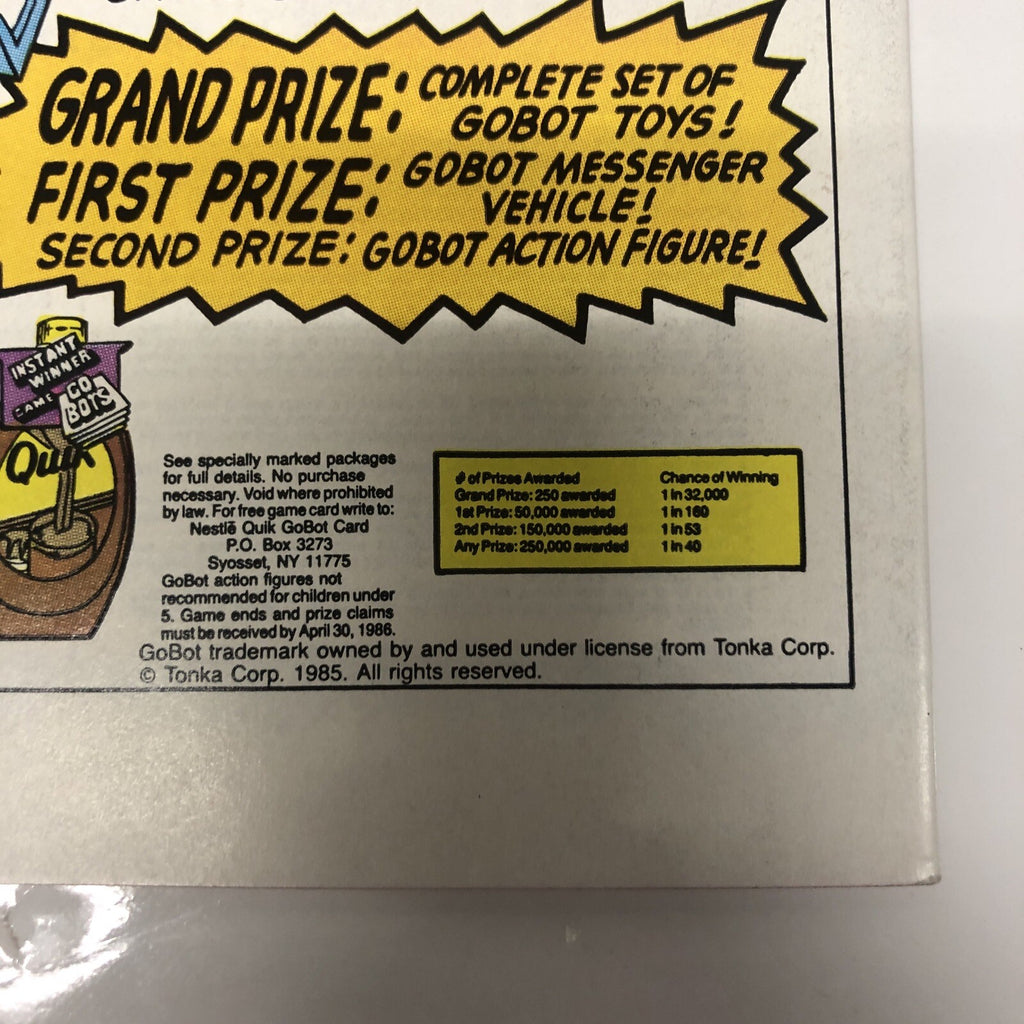 GRAND PRIZE: COMPLETE SET OF
GOBOT TOYS!
FIRST PRIZE: GOBOT MESSENGER
VEHICLE!
SECOND PRIZE: GOBOT ACTION FIGURE!
INSTANT
WINNER
GAME
GO
BOTS
Quik
See specially marked packages
for full details. No purchase
necessary. Void where prohibited
by law. For free game card write to:
Nestlē Quik GoBot Card
P.O. Box 3273
Syosset, NY 11775
GoBot action figures not
recommended for children under
5. Game ends and prize claims
must be received by April 30, 1986.
# of Prizes Awarded Chance of Winning
Grand Prize: 250 awarded 1 in 32,000
1st Prize: 50,000 awarded 1 in 160
2nd Prize: 150,000 awarded 1 in 53
Any Prize: 250,000 awarded 1 in 40
GoBot trademark owned by and used under license from Tonka Corp.
© Tonka Corp. 1985. All rights reserved.